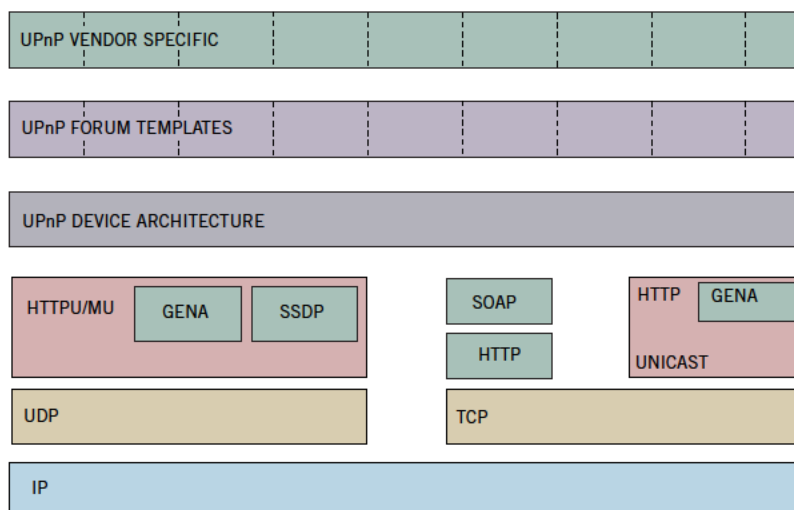 UPnP VENDOR SPECIFIC
UPnP FORUM TEMPLATES
UPnP DEVICE ARCHITECTURE
HTTPU/MU
GENA
SSDP
SOAP
HTTP
HTTP
GENA
UNICAST
UDP
TCP
IP